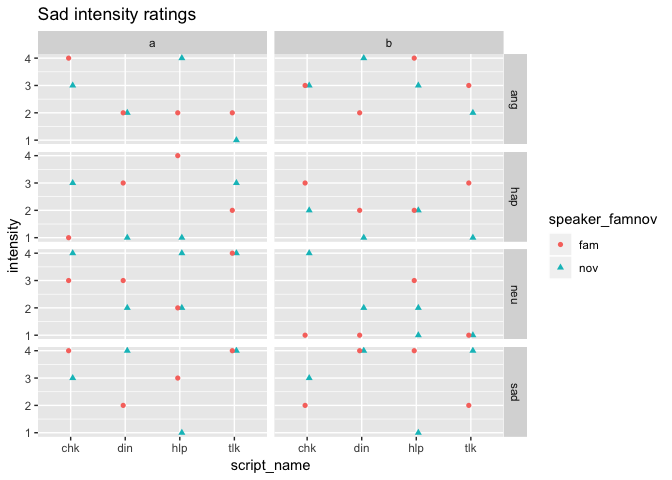 Sad intensity ratings
a b
4
3
2
1
ang
4
3
2
1
hap
4
3
2
1
neu
4
3
2
1
sad
intensity
chk din hlp tlk chk din hlp tlk
script_name
speaker_famnov
fam
nov